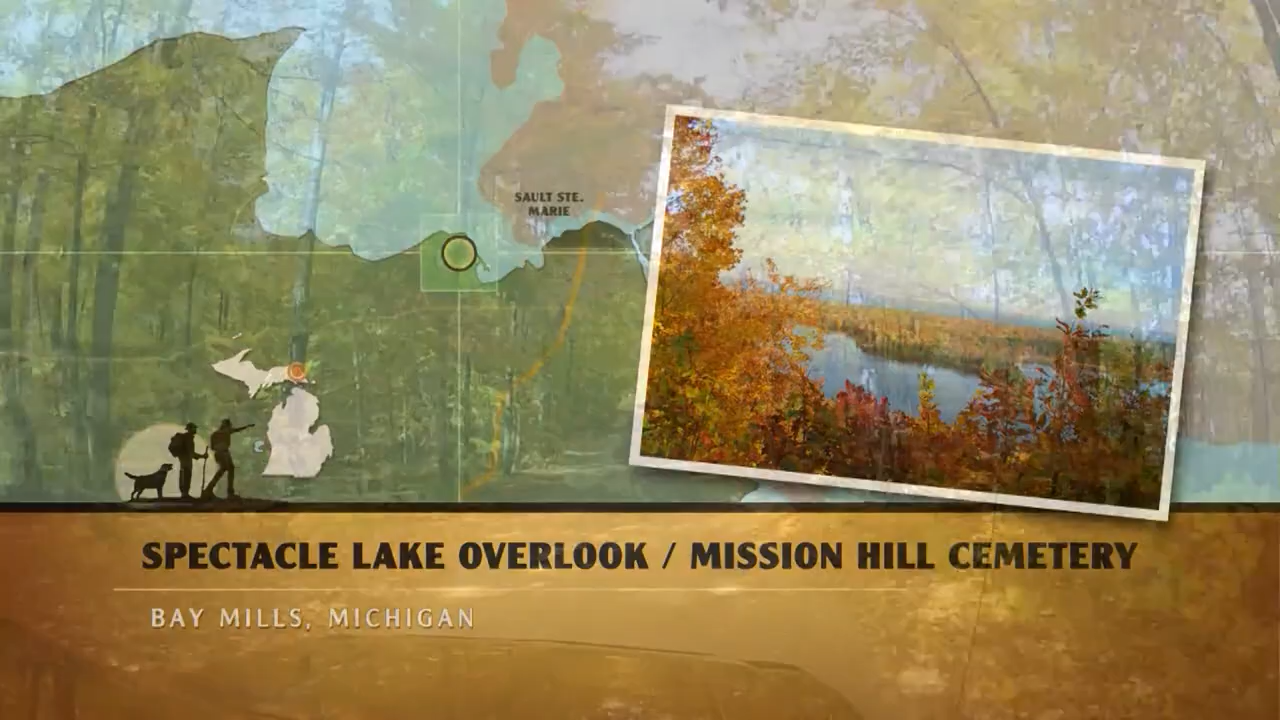 SAULT STE.
MARIE
SPECTACLE LAKE OVERLOOK / MISSION HILL CEMETERY
BAY MILLS, MICHIGAN